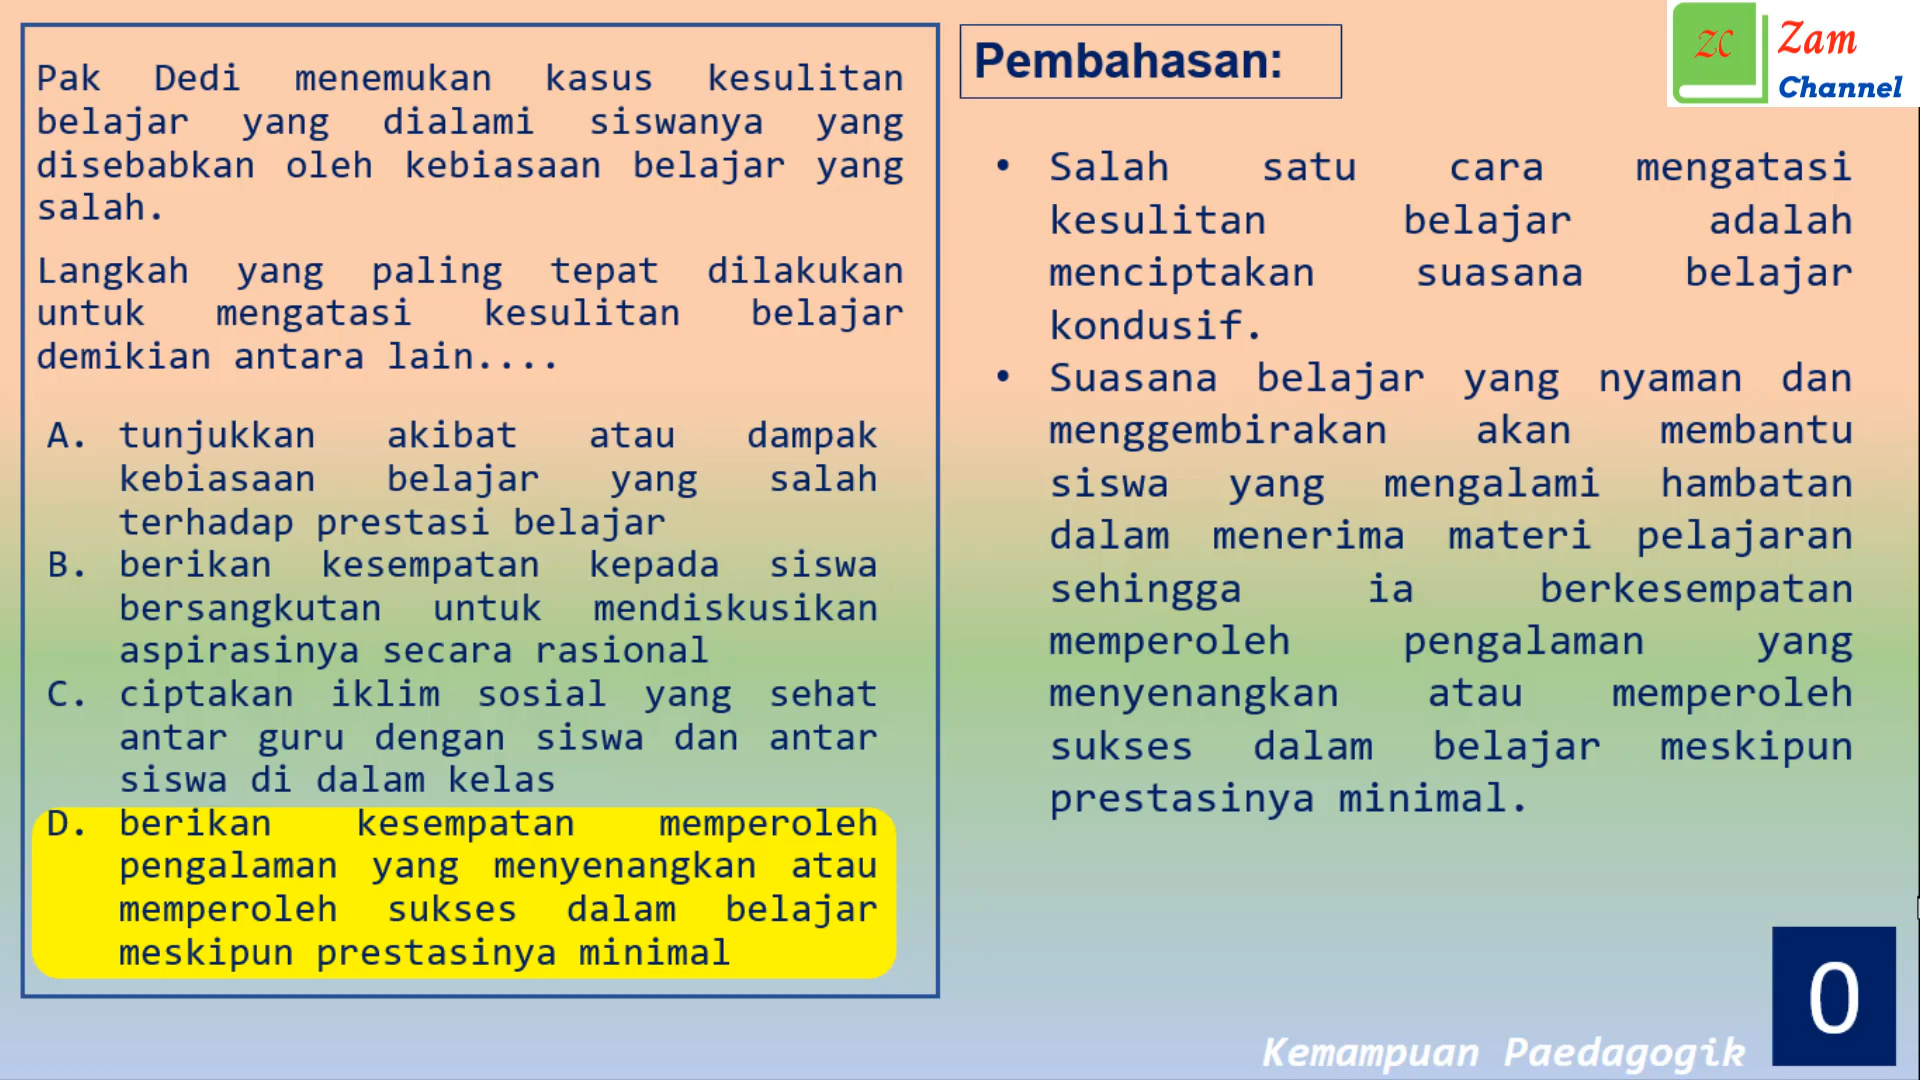 Pak Dedi menemukan kasus kesulitan
belajar yang dialami siswanya yang
disebabkan oleh kebiasaan belajar yang
salah.
Langkah yang paling tepat dilakukan
untuk mengatasi kesulitan belajar
demikian antara lain....
A. tunjukkan akibat atau dampak
kebiasaan belajar yang salah
terhadap prestasi belajar
B. berikan kesempatan kepada siswa
bersangkutan untuk mendiskusikan
aspirasinya secara rasional
C. ciptakan iklim sosial yang sehat
antar guru dengan siswa dan antar
siswa di dalam kelas
D. berikan kesempatan memperoleh
pengalaman yang menyenangkan atau
memperoleh sukses dalam belajar
meskipun prestasinya minimal
Pembahasan:
ZC Zam
Channel
• Salah satu cara mengatasi
kesulitan belajar adalah
menciptakan suasana belajar
kondusif.
• Suasana belajar yang nyaman dan
menggembirakan akan membantu
siswa yang mengalami hambatan
dalam menerima materi pelajaran
sehingga ia berkesempatan
memperoleh pengalaman yang
menyenangkan atau memperoleh
sukses dalam belajar meskipun
prestasinya minimal.
0
Kemampuan Paedagogik